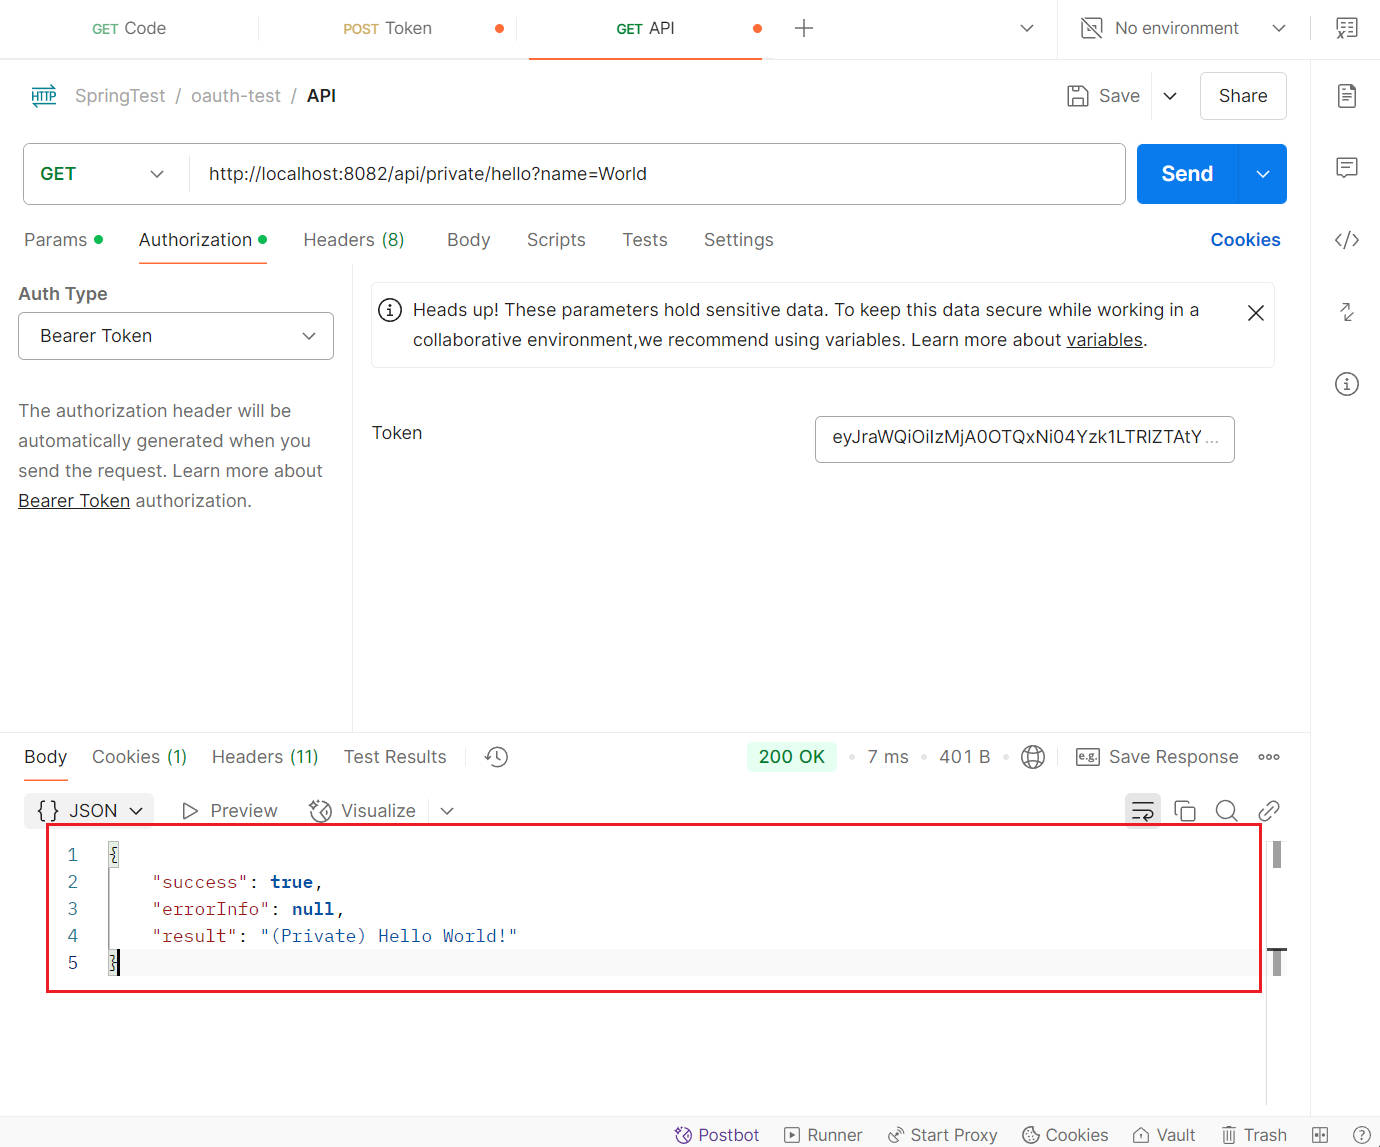 GET Code
POST Token
GET API
No environment
HTTP SpringTest / oauth-test / API
Save
Share
GET
http://localhost:8082/api/private/hello?name=World
Send
Params
Authorization
Headers (8)
Body
Scripts
Tests
Settings
Cookies
Auth Type
Bearer Token
The authorization header will be
automatically generated when you
send the request. Learn more about
Bearer Token authorization.
Heads up! These parameters hold sensitive data. To keep this data secure while working in a
collaborative environment,we recommend using variables. Learn more about variables.
Token
eyJraWQiOiIzMjA0OTQxNi04Yzk1LTRlZTAtY ...
Body
Cookies (1)
Headers (11)
Test Results
200 OK
7 ms
401 B
e.g. Save Response
{} JSON
Preview
Visualize
1 {
2 "success": true,
3 "errorInfo": null,
4 "result": "(Private) Hello World!"
5 }
Postbot
Runner
Start Proxy
Cookies
Vault
Trash